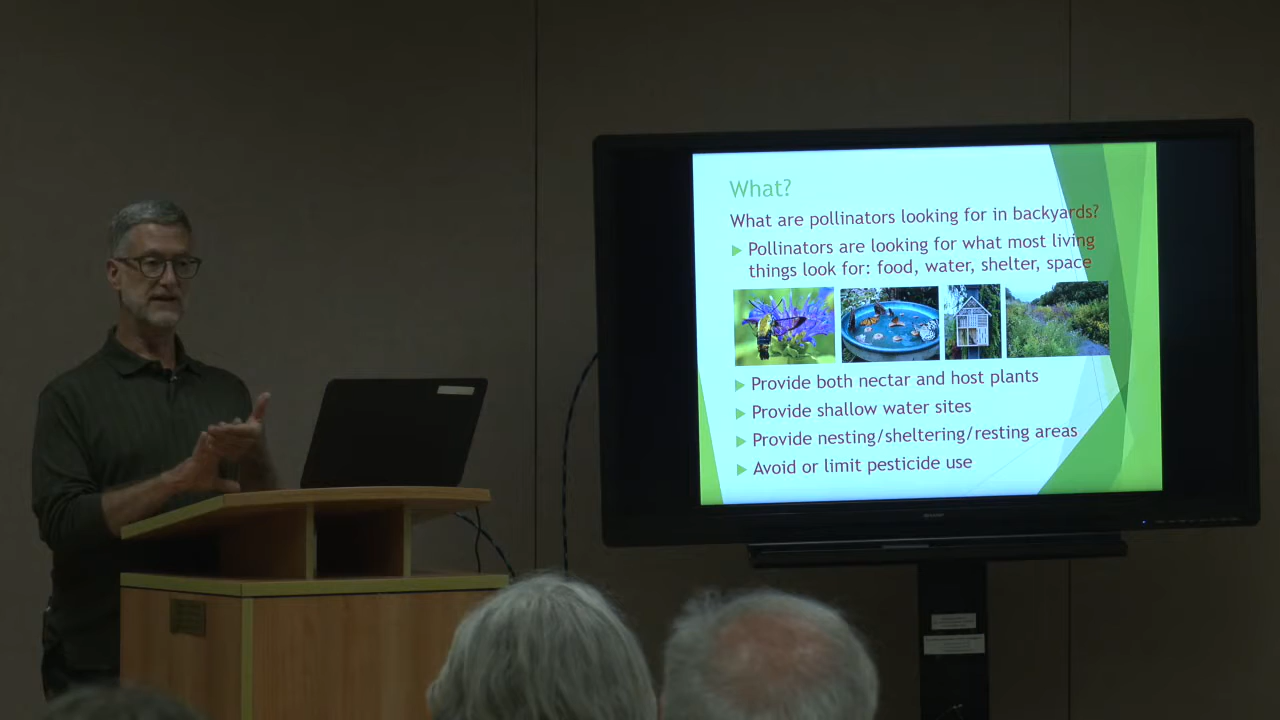 What?
What are pollinators looking for in backyards?
Pollinators are looking for what most living
things look for: food, water, shelter, space
Provide both nectar and host plants
Provide shallow water sites
Provide nesting/sheltering/resting areas
Avoid or limit pesticide use